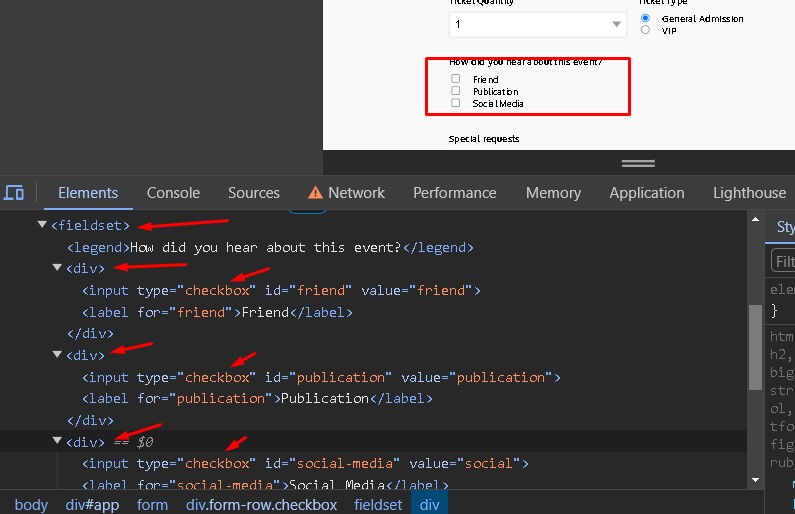 Ticket Quantity
Ticket Type
1
General Admission
VIP
How did you hear about this event?
Friend
Publication
Social Media
Special requests
Elements
Console
Sources
Network
Performance
Memory
Application
Lighthouse
<fieldset>
<legend>How did you hear about this event?</legend>
<div>
<input type="checkbox" id="friend" value="friend">
<label for="friend">Friend</label>
</div>
<div>
<input type="checkbox" id="publication" value="publication">
<label for="publication">Publication</label>
</div>
<div> == $0
<input type="checkbox" id="social-media" value="social">
<label for="social-media">Social Media</label>
body
div#app
form
div.form-row.checkbox
fieldset
div
Sty
Filt
elem
}
htm
h2,
big
str
ol,
tfo
fig
rub